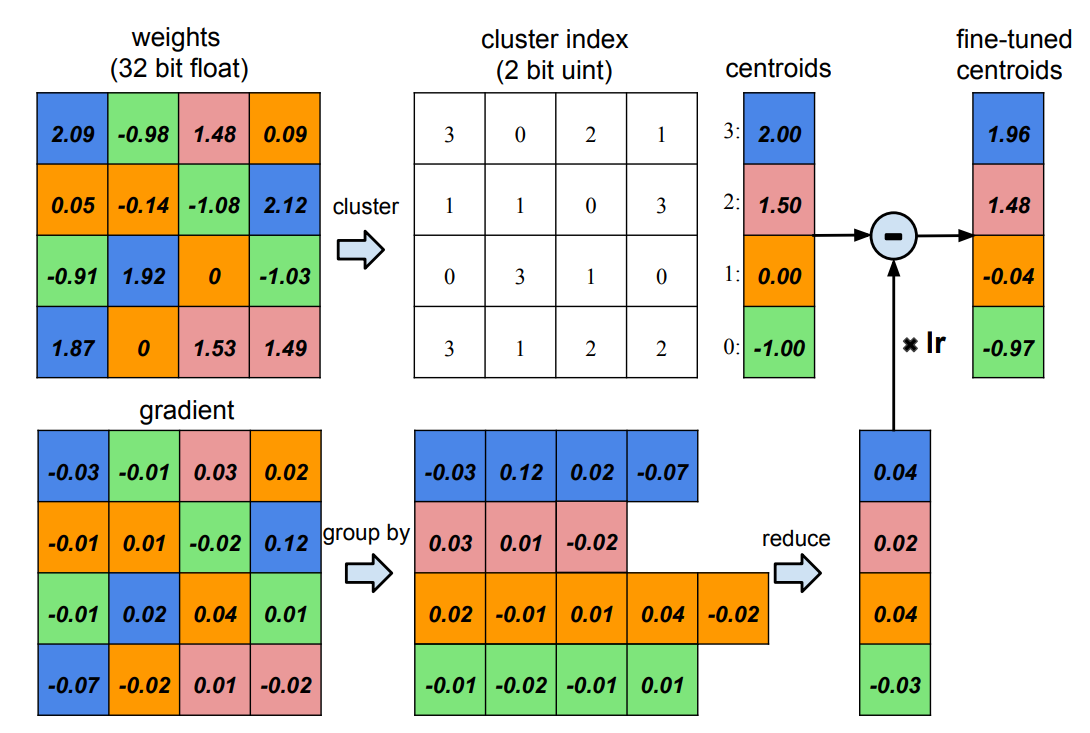 weights
(32 bit float)
cluster index
(2 bit uint)
centroids
fine-tuned
centroids
2.09 -0.98 1.48 0.09
3 0 2 1
3: 2.00
1.96
0.05 -0.14 -1.08 2.12
cluster
1 1 0 3
2: 1.50
1.48
-
-0.91 1.92 0 -1.03
0 3 1 0
1: 0.00
-0.04
1.87 0 1.53 1.49
3 1 2 2
0: -1.00
× lr
-0.97
gradient
-0.03 -0.01 0.03 0.02
-0.03 0.12 0.02 -0.07
0.04
-0.01 0.01 -0.02 0.12
group by
0.03 0.01 -0.02
reduce
0.02
-0.01 0.02 0.04 0.01
0.02 -0.01 0.01 0.04 -0.02
0.04
-0.07 -0.02 0.01 -0.02
-0.01 -0.02 -0.01 0.01
-0.03